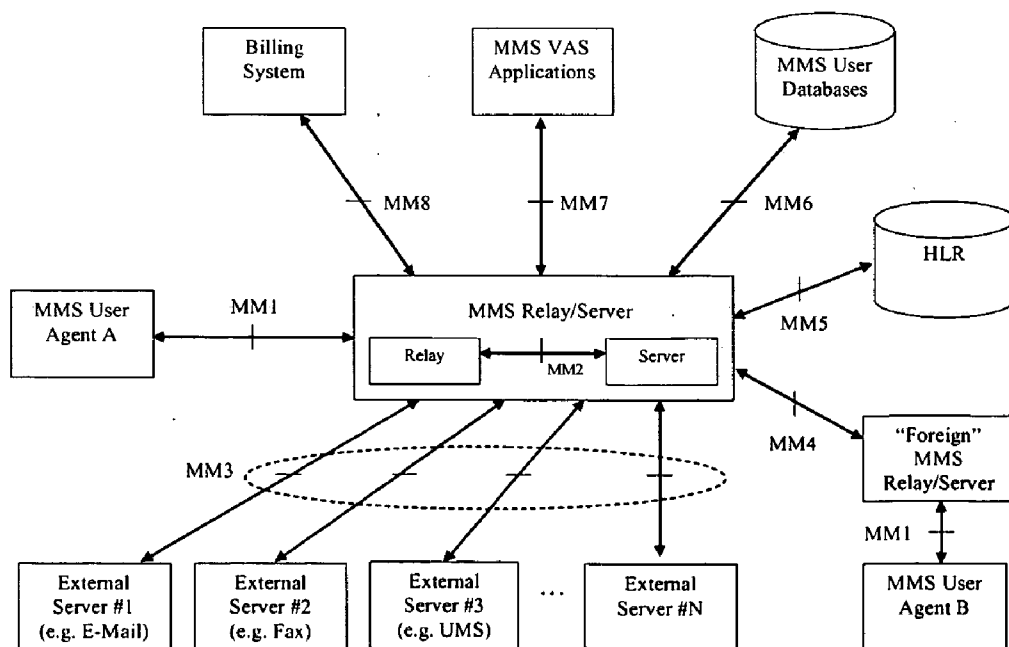 Billing
System
MMS VAS
Applications
MMS User
Databases
MM8
MM7
MM6
HLR
MMS User
Agent A
MM1
MMS Relay/Server
MM5
Relay
MM2
Server
MM3
MM4
"Foreign"
MMS
Relay/Server
MM1
External
Server #1
(e.g. E-Mail)
External
Server #2
(e.g. Fax)
External
Server #3
(e.g. UMS)
...
External
Server #N
MMS User
Agent B